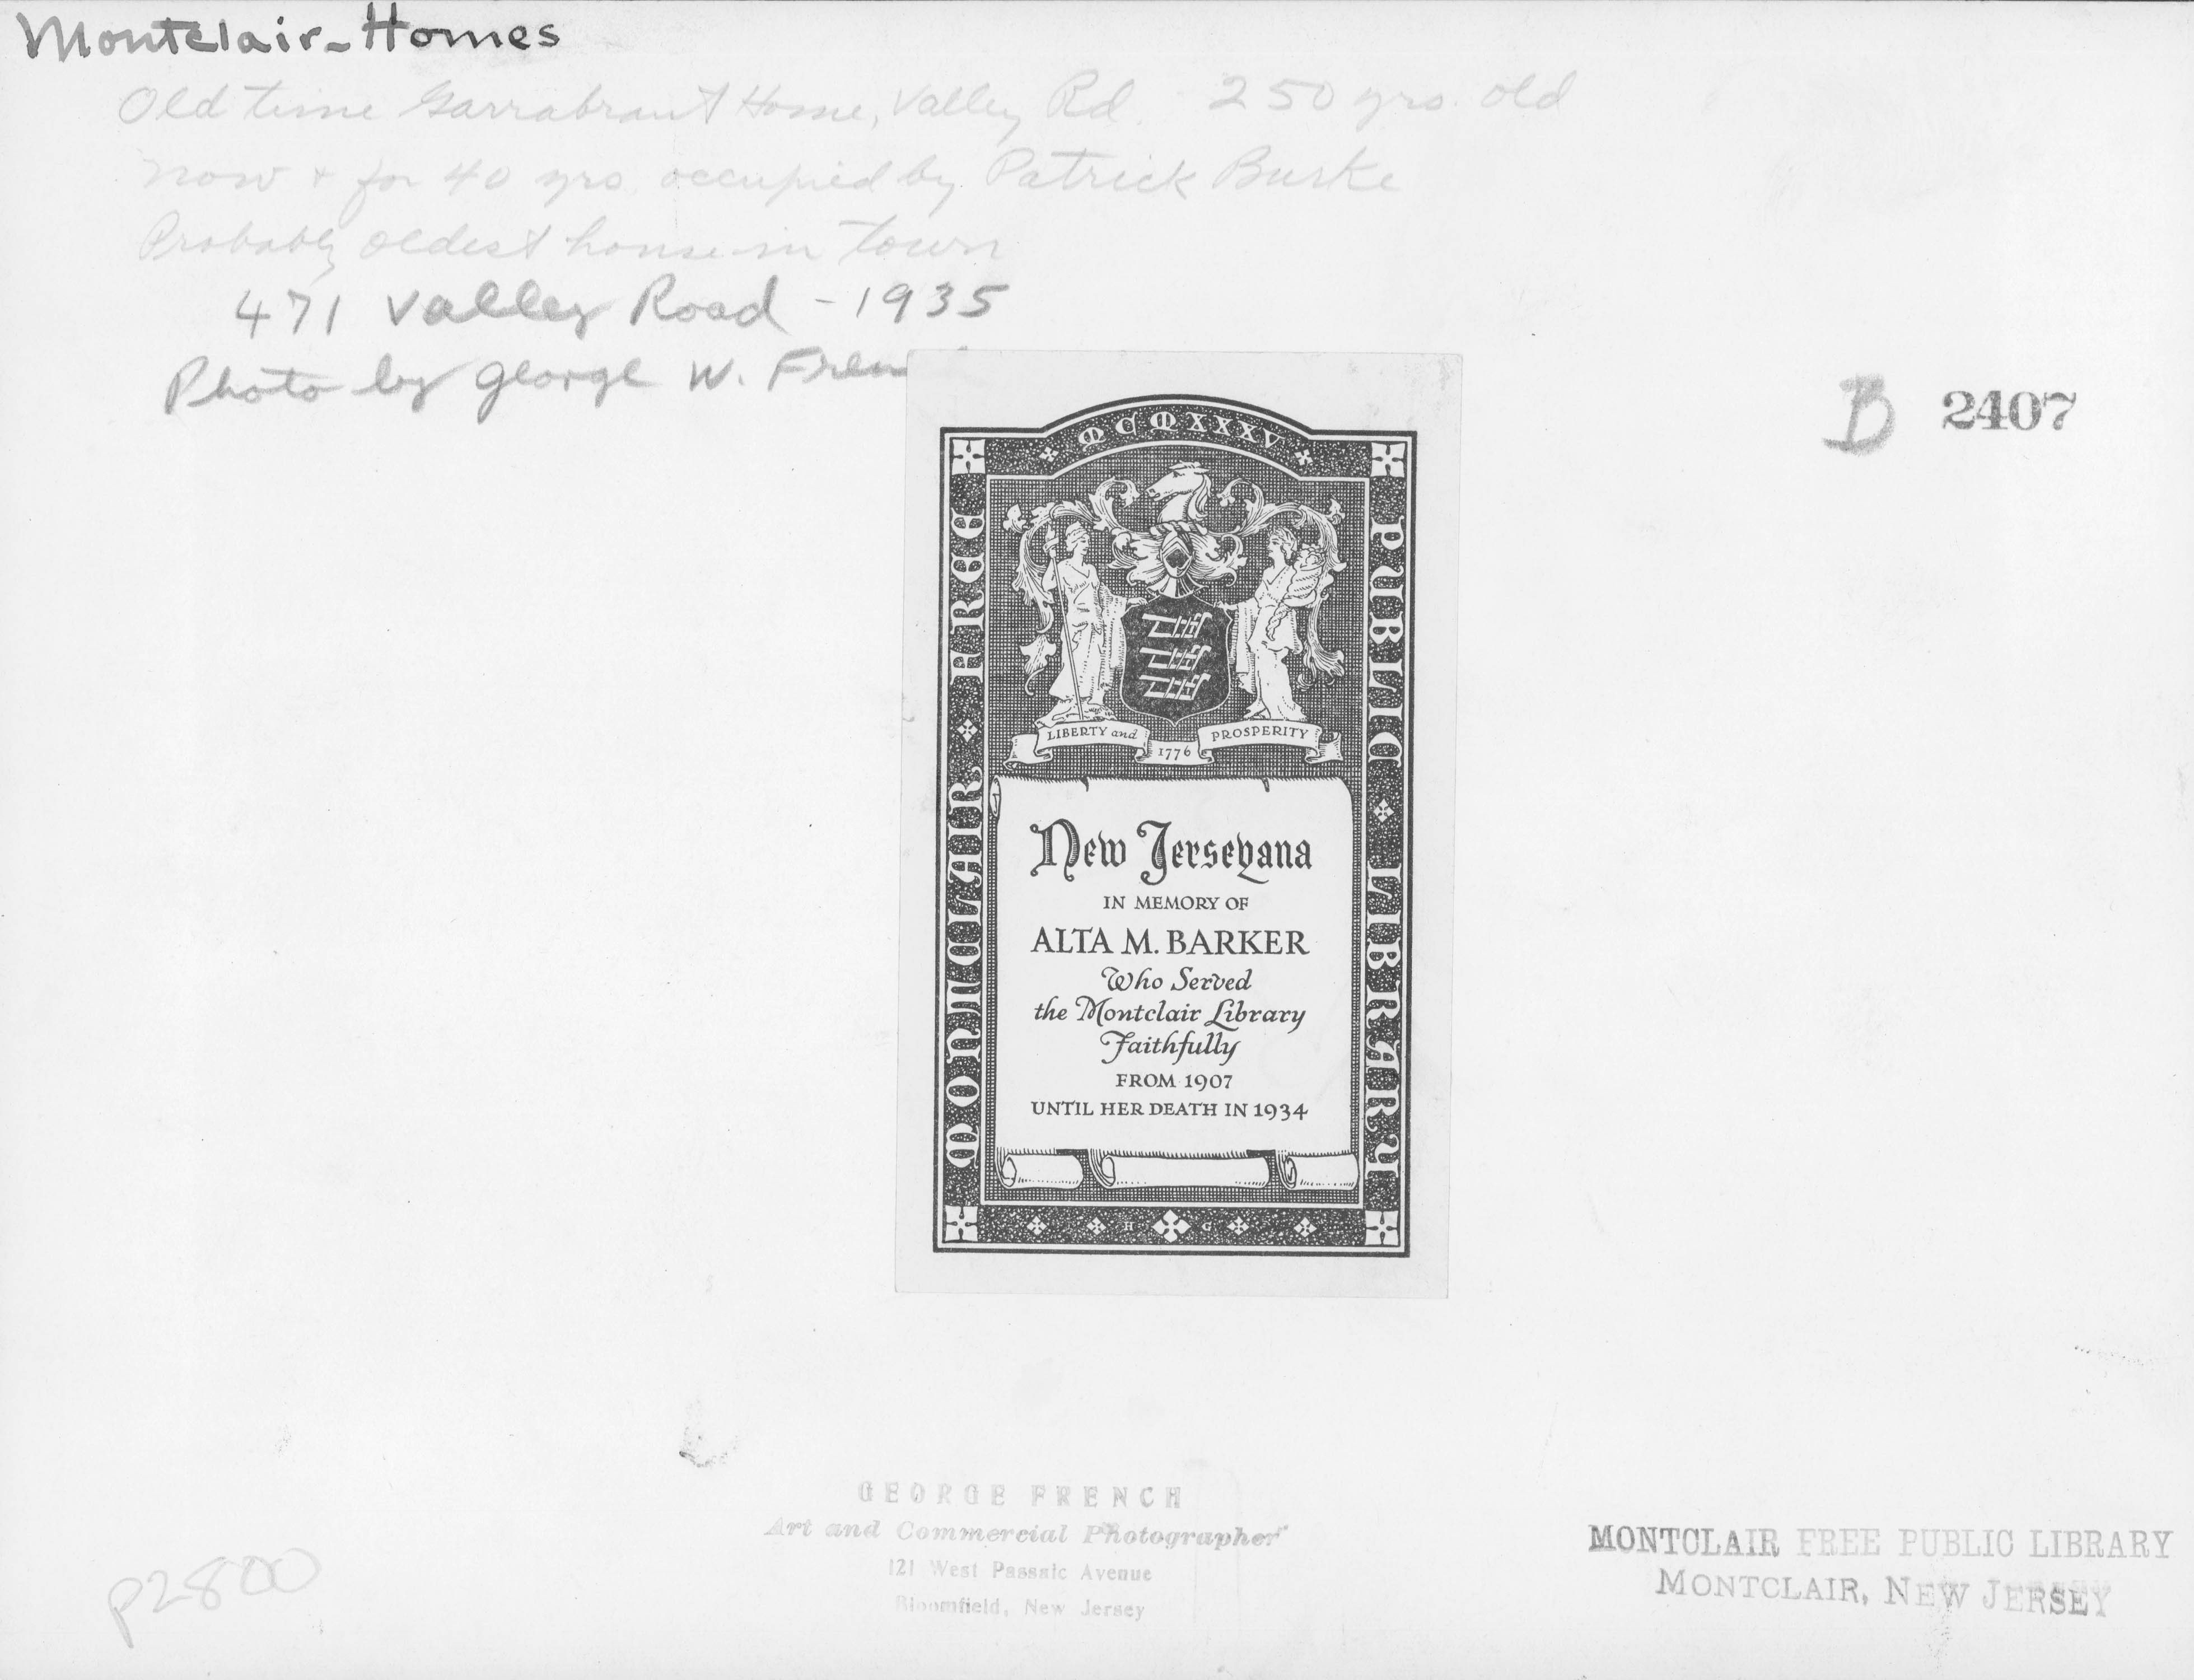 Montclair-Homes
Old time Garrabrant Home, Valley Rd. 250 yrs. old
now + for 40 yrs occupied by Patrick Burke
Probably oldest house in town
471 Valley Road - 1935
Photo by George W. Fren
B 2407
MCMXXXV
MONTCLAIR FREE
PUBLIC LIBRARY
LIBERTY and PROSPERITY
1776
New Jerseyana
IN MEMORY OF
ALTA M. BARKER
Who Served
the Montclair Library
Faithfully
FROM 1907
UNTIL HER DEATH IN 1934
H G
GEORGE FRENCH
Art and Commercial Photographer
121 West Passaic Avenue
Bloomfield, New Jersey
P2800
MONTCLAIR FREE PUBLIC LIBRARY
MONTCLAIR, NEW JERSEY